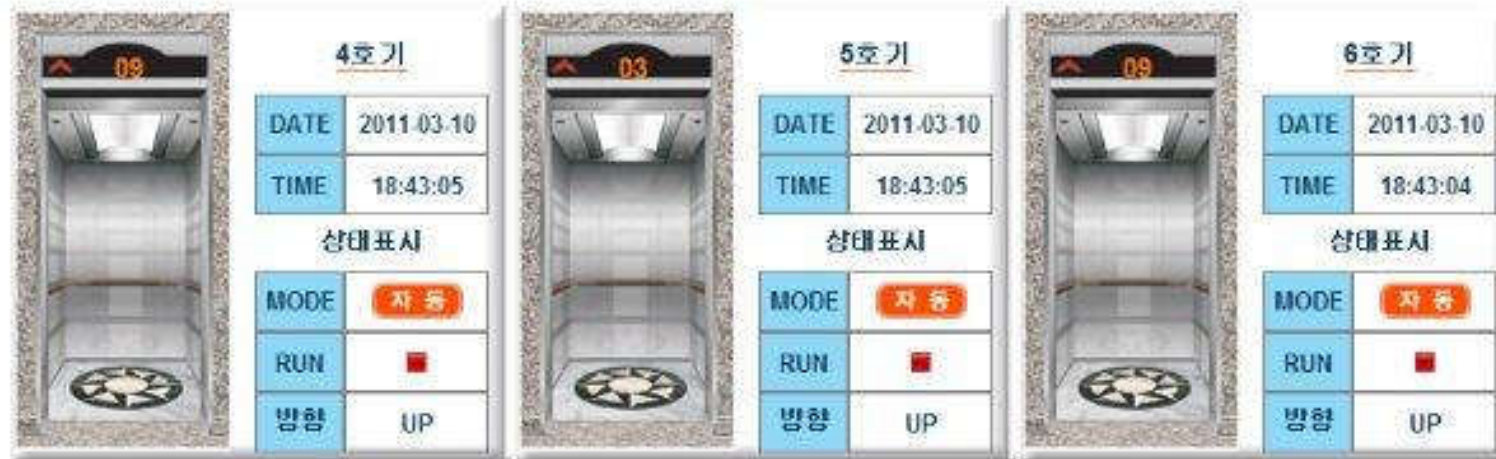 09
4호기
DATE 2011-03-10
TIME 18:43:05
상태표시
MODE 자동
RUN
방향 UP
03
5호기
DATE 2011-03-10
TIME 18:43:05
상태표시
MODE 자동
RUN
방향 UP
09
6호기
DATE 2011-03-10
TIME 18:43:04
상태표시
MODE 자동
RUN
방향 UP